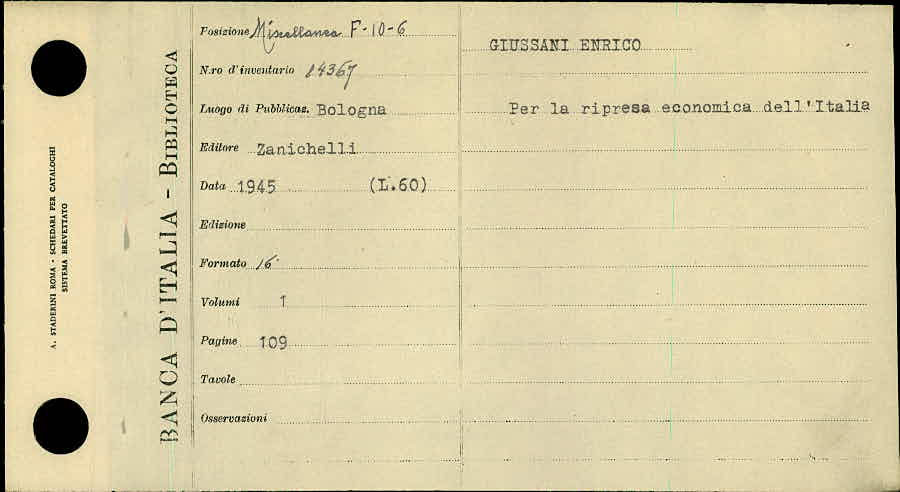 A. STADERINI ROMA - SCHEDARI PER CATALOGHI
SISTEMA BREVETTATO
BANCA D'ITALIA - BIBLIOTECA
Posizione Miscellanea F-10-6
N.ro d'inventario 14367
Luogo di Pubblicaz. Bologna
Editore Zanichelli
Data 1945 (L.60)
Edizione
Formato 16°
Volumi 1
Pagine 109
Tavole
Osservazioni
GIUSSANI ENRICO
Per la ripresa economica dell'Italia